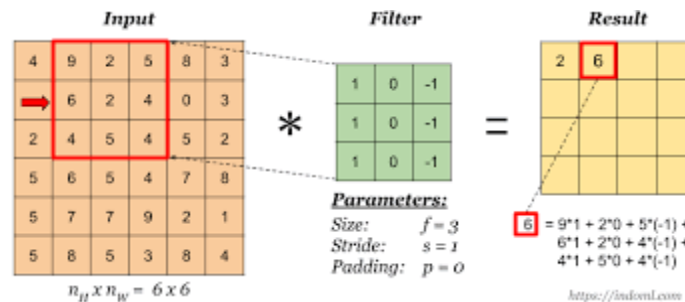 Input Filter Result
4 9 2 5 8 3
6 2 4 0 3
2 4 5 4 5 2
5 6 5 4 7 8
5 7 7 9 2 1
5 8 5 3 8 4
n_H x n_W = 6 x 6
*
1 0 -1
1 0 -1
1 0 -1
Parameters:
Size: f = 3
Stride: s = 1
Padding: p = 0
=
2 6
6 = 9*1 + 2*0 + 5*(-1) +
6*1 + 2*0 + 4*(-1) +
4*1 + 5*0 + 4*(-1)
https://indoml.com